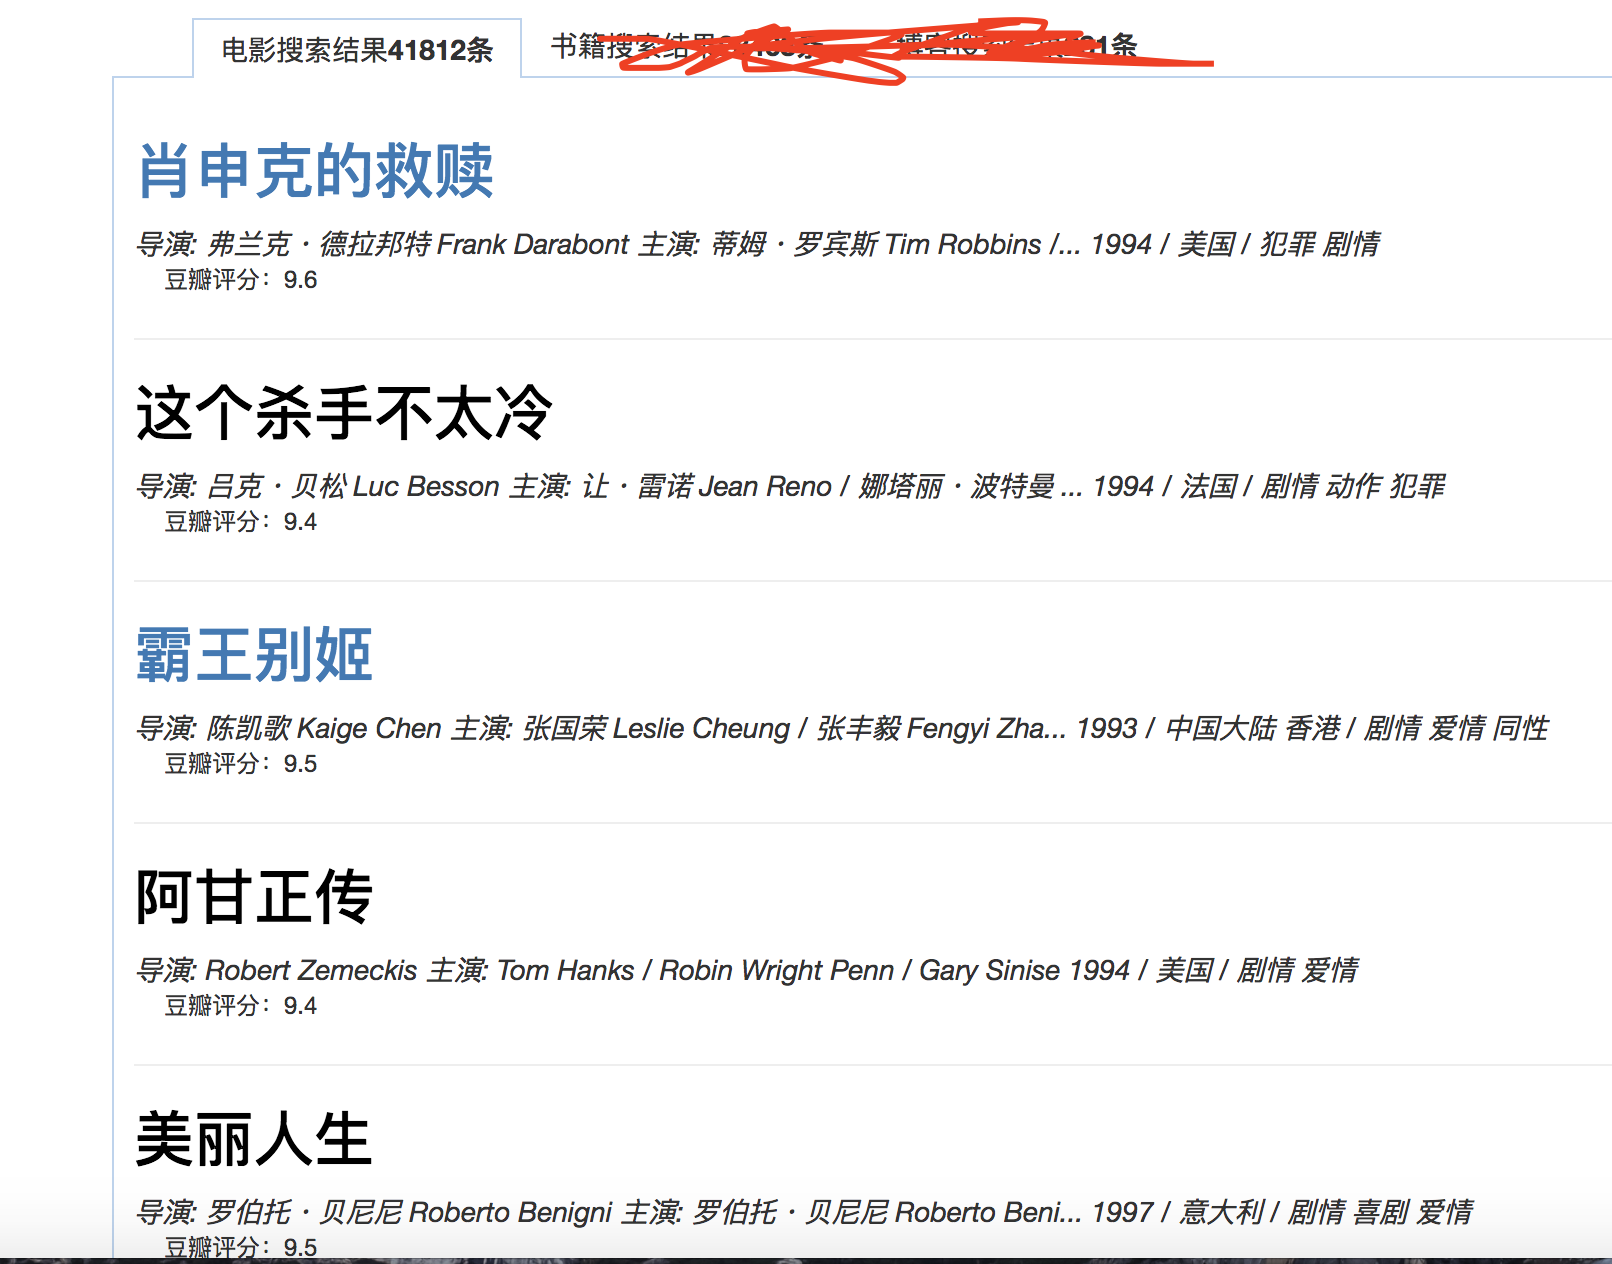 电影搜索结果41812条 书籍搜索结果 博客搜 91条
肖申克的救赎
导演: 弗兰克·德拉邦特 Frank Darabont 主演: 蒂姆·罗宾斯 Tim Robbins /... 1994 / 美国 / 犯罪 剧情
豆瓣评分：9.6
这个杀手不太冷
导演: 吕克·贝松 Luc Besson 主演: 让·雷诺 Jean Reno / 娜塔丽·波特曼 ... 1994 / 法国 / 剧情 动作 犯罪
豆瓣评分：9.4
霸王别姬
导演: 陈凯歌 Kaige Chen 主演: 张国荣 Leslie Cheung / 张丰毅 Fengyi Zha... 1993 / 中国大陆 香港 / 剧情 爱情 同性
豆瓣评分：9.5
阿甘正传
导演: Robert Zemeckis 主演: Tom Hanks / Robin Wright Penn / Gary Sinise 1994 / 美国 / 剧情 爱情
豆瓣评分：9.4
美丽人生
导演: 罗伯托·贝尼尼 Roberto Benigni 主演: 罗伯托·贝尼尼 Roberto Beni... 1997 / 意大利 / 剧情 喜剧 爱情
豆瓣评分：9.5